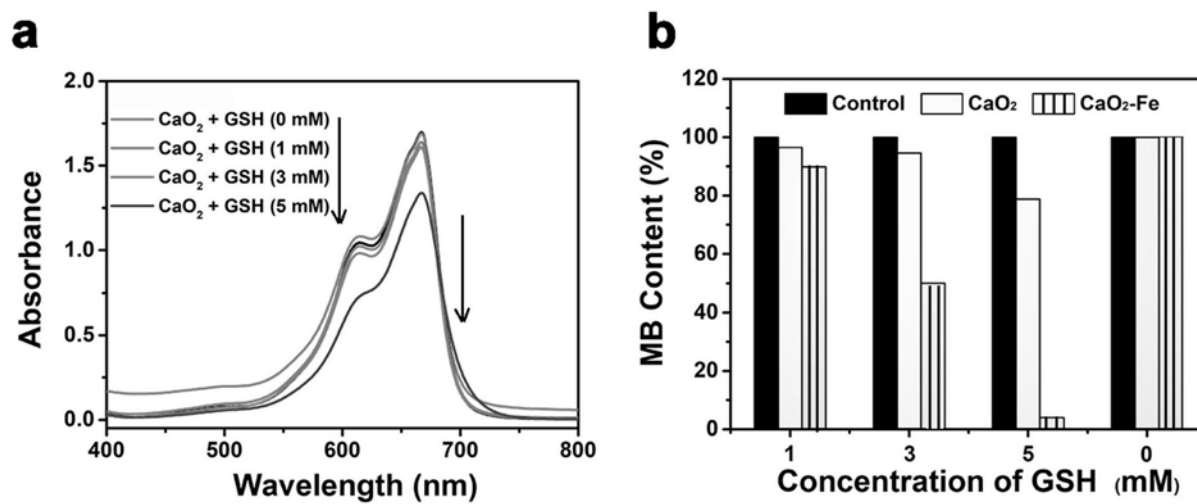 a
2.0
1.5
1.0
0.5
0.0
Absorbance
CaO₂ + GSH (0 mM)
CaO₂ + GSH (1 mM)
CaO₂ + GSH (3 mM)
CaO₂ + GSH (5 mM)
400 500 600 700 800
Wavelength (nm)
b
120
100
80
60
40
20
0
MB Content (%)
Control CaO₂ CaO₂-Fe
1 3 5 0
Concentration of GSH (mM)